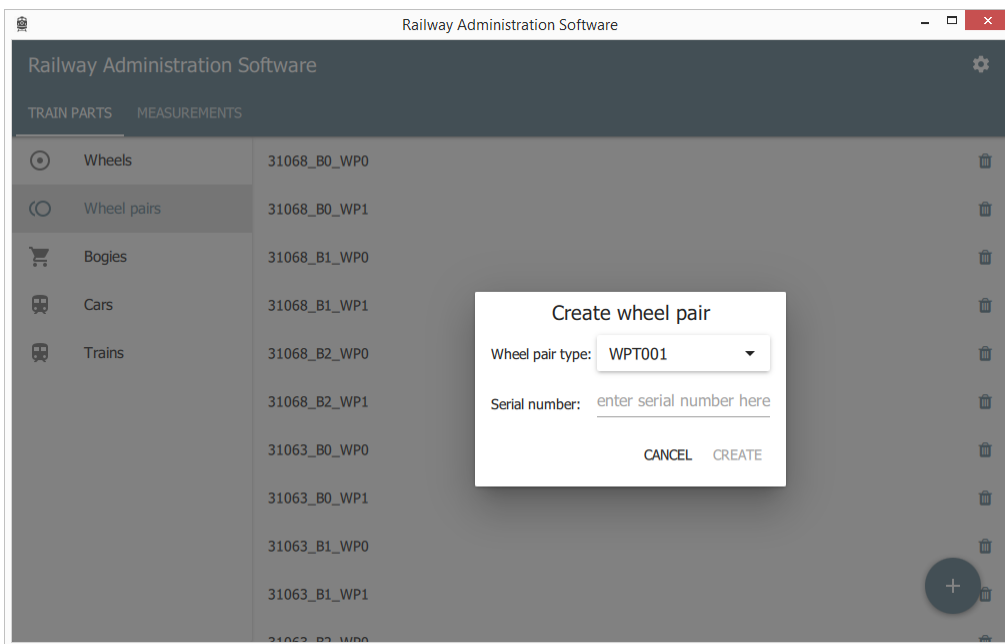 Railway Administration Software
Railway Administration Software
TRAIN PARTS MEASUREMENTS
Wheels
Wheel pairs
Bogies
Cars
Trains
31068_B0_WP0
31068_B0_WP1
31068_B1_WP0
31068_B1_WP1
31068_B2_WP0
31068_B2_WP1
31063_B0_WP0
31063_B0_WP1
31063_B1_WP0
31063_B1_WP1
31063_B2_WP0
Create wheel pair
Wheel pair type: WPT001
Serial number: enter serial number here
CANCEL CREATE